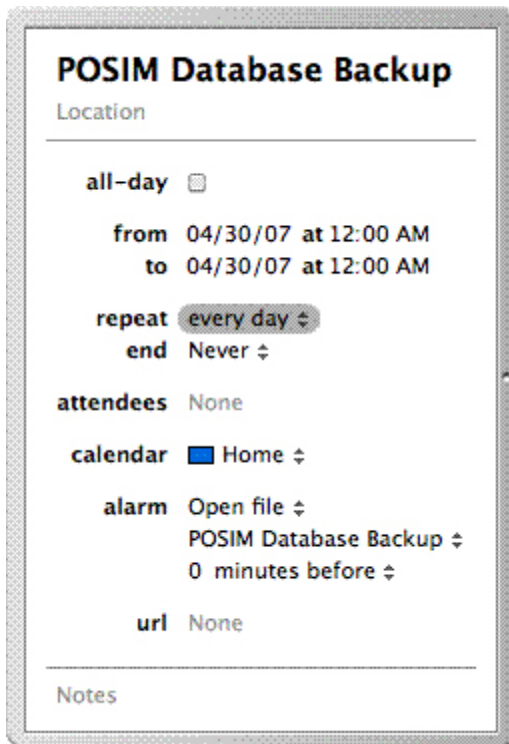 POSIM Database Backup
Location
all-day
from 04/30/07 at 12:00 AM
to 04/30/07 at 12:00 AM
repeat every day
end Never
attendees None
calendar Home
alarm Open file
POSIM Database Backup
0 minutes before
url None
Notes